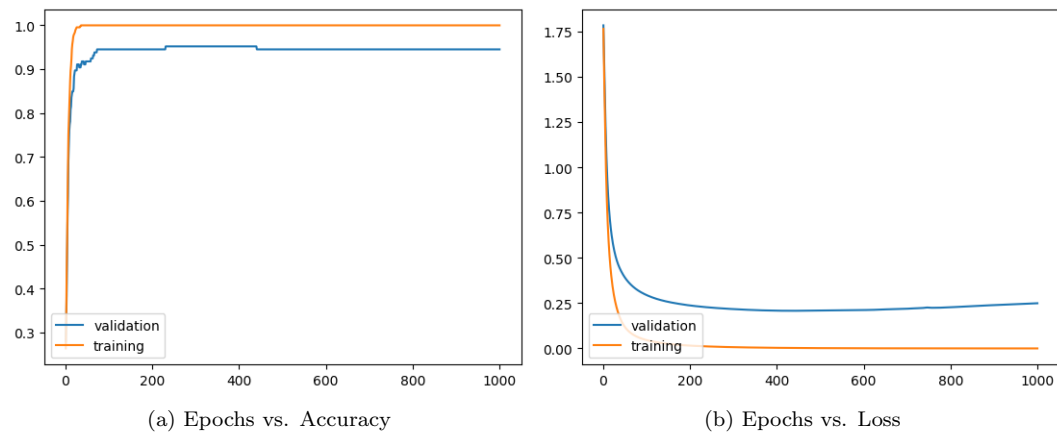 1.0
0.9
0.8
0.7
0.6
0.5
0.4
0.3
validation
training
0 200 400 600 800 1000
(a) Epochs vs. Accuracy
1.75
1.50
1.25
1.00
0.75
0.50
0.25
0.00
validation
training
0 200 400 600 800 1000
(b) Epochs vs. Loss